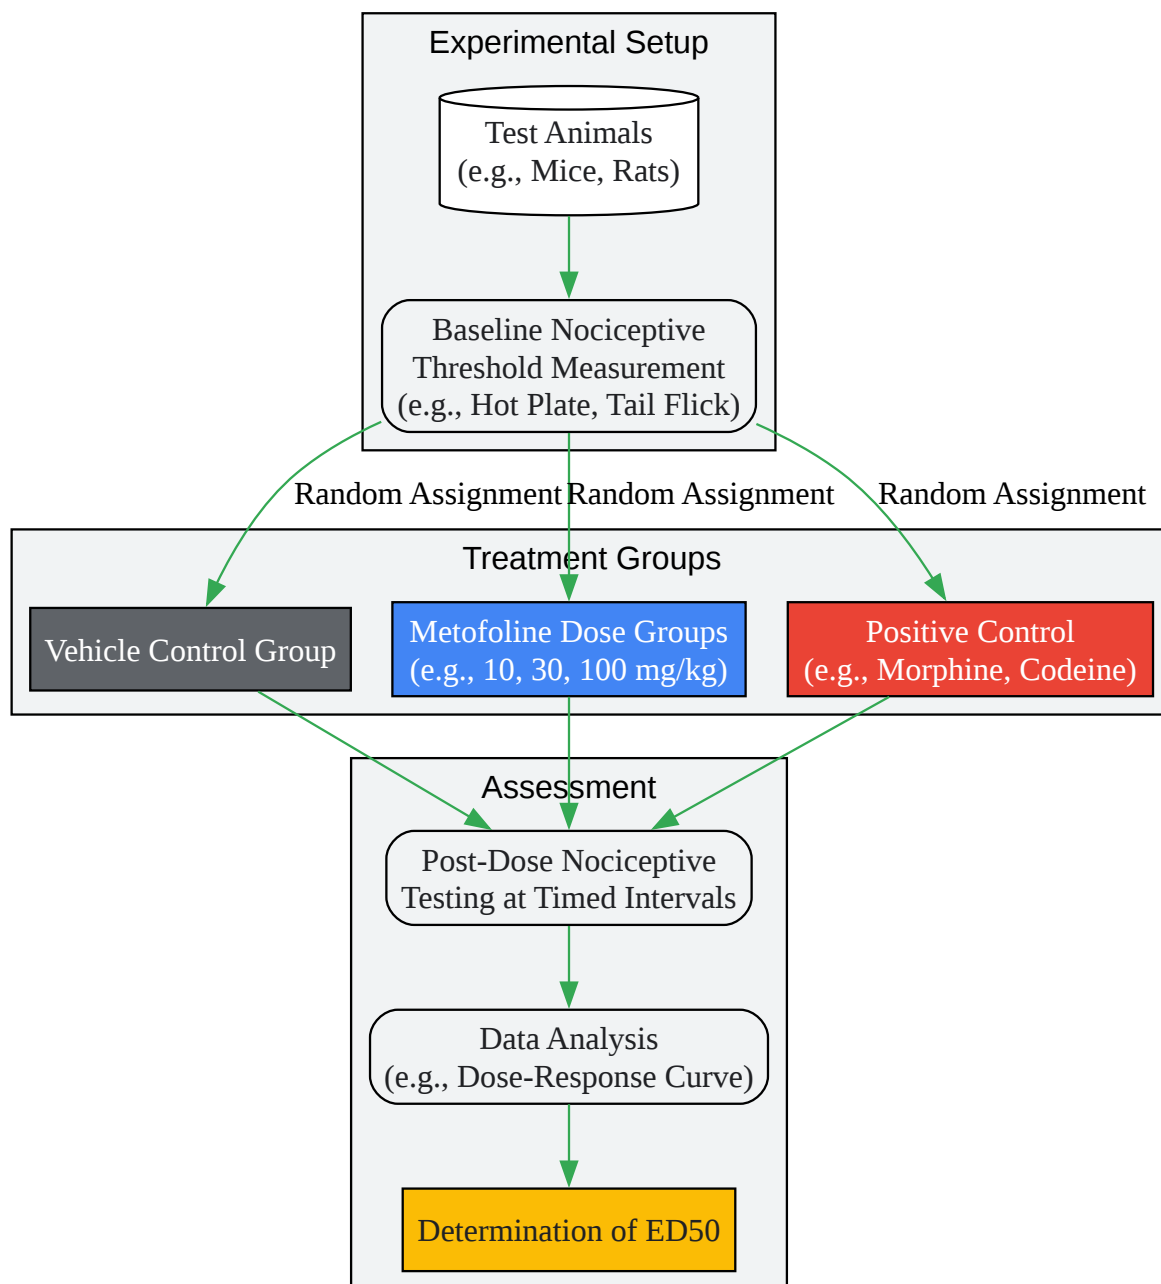 Experimental Setup
Test Animals
(e.g., Mice, Rats)
Baseline Nociceptive
Threshold Measurement
(e.g., Hot Plate, Tail Flick)
Random Assignment
Random Assignment
Random Assignment
Treatment Groups
Vehicle Control Group
Metofoline Dose Groups
(e.g., 10, 30, 100 mg/kg)
Positive Control
(e.g., Morphine, Codeine)
Assessment
Post-Dose Nociceptive
Testing at Timed Intervals
Data Analysis
(e.g., Dose-Response Curve)
Determination of ED50